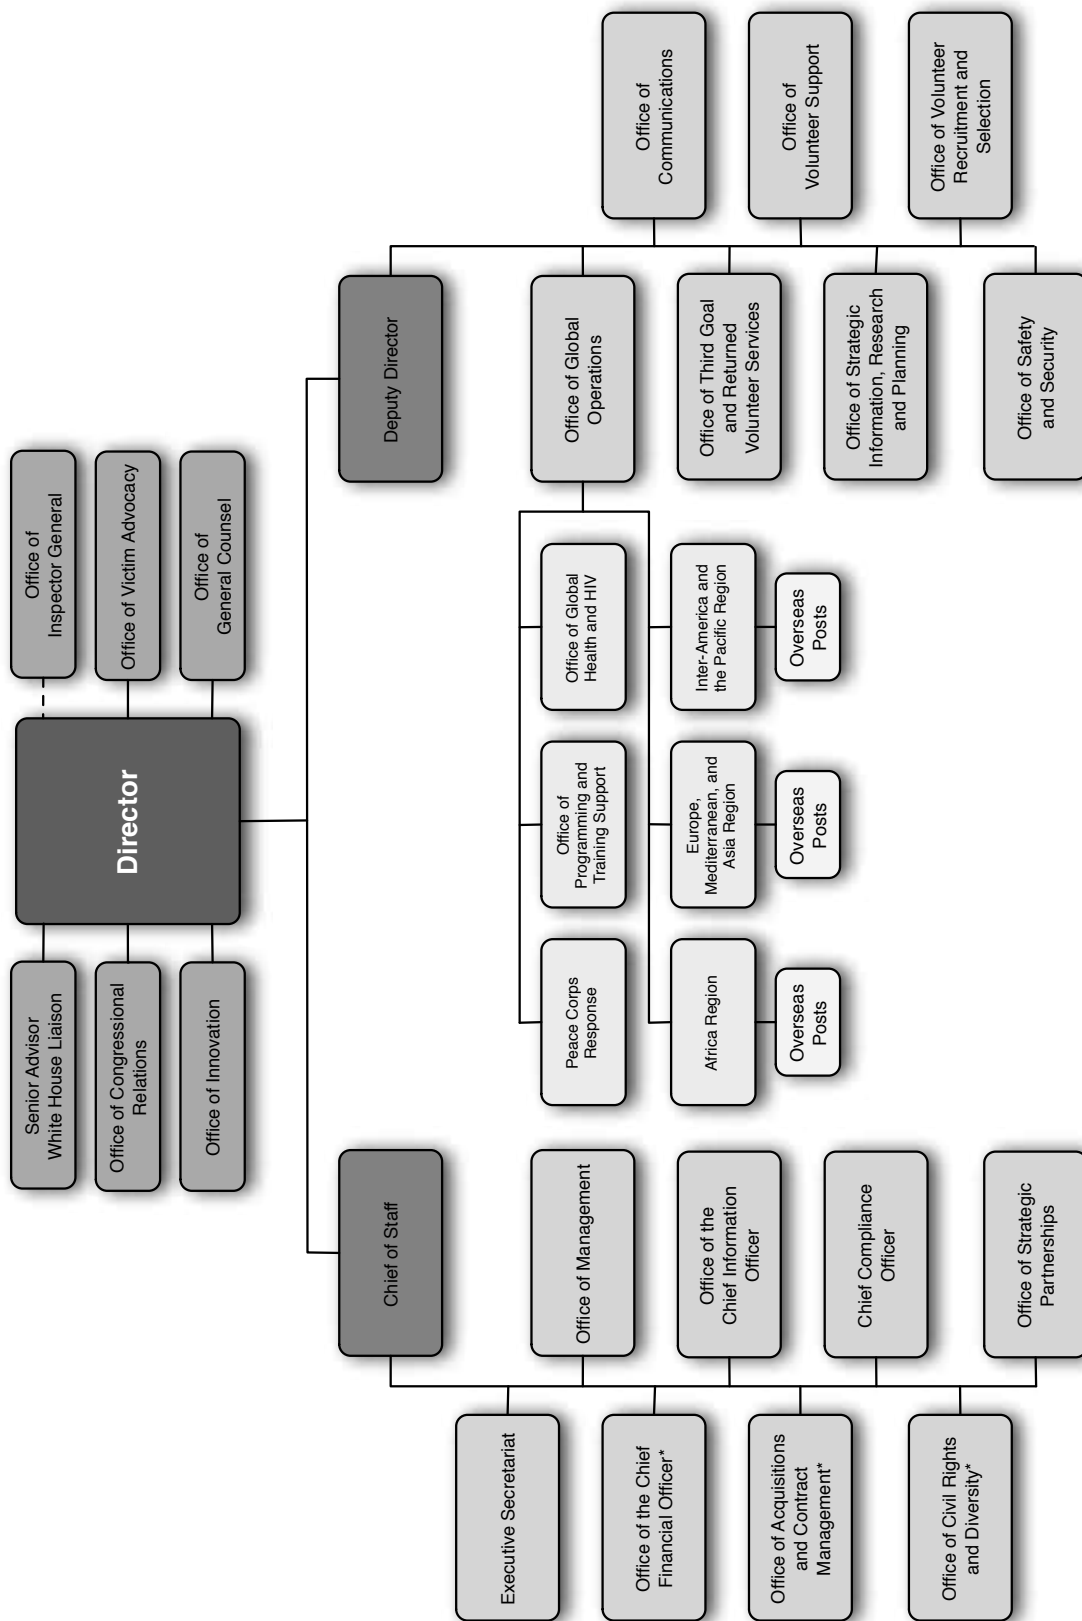 Director
Senior Advisor
White House Liaison
Office of Congressional
Relations
Office of Innovation
Office of
Inspector General
Office of Victim Advocacy
Office of
General Counsel
Chief of Staff
Deputy Director
Executive Secretariat
Office of Management
Office of the Chief
Financial Officer*
Office of the
Chief Information
Officer
Office of Acquisitions
and Contract
Management*
Chief Compliance
Officer
Office of Civil Rights
and Diversity*
Office of Strategic
Partnerships
Peace Corps
Response
Office of
Programming and
Training Support
Office of Global
Health and HIV
Africa Region
Europe,
Mediterranean, and
Asia Region
Inter-America and
the Pacific Region
Overseas
Posts
Overseas
Posts
Overseas
Posts
Office of Global
Operations
Office of
Communications
Office of Third Goal
and Returned
Volunteer Services
Office of
Volunteer Support
Office of Strategic
Information, Research
and Planning
Office of Volunteer
Recruitment and
Selection
Office of Safety
and Security